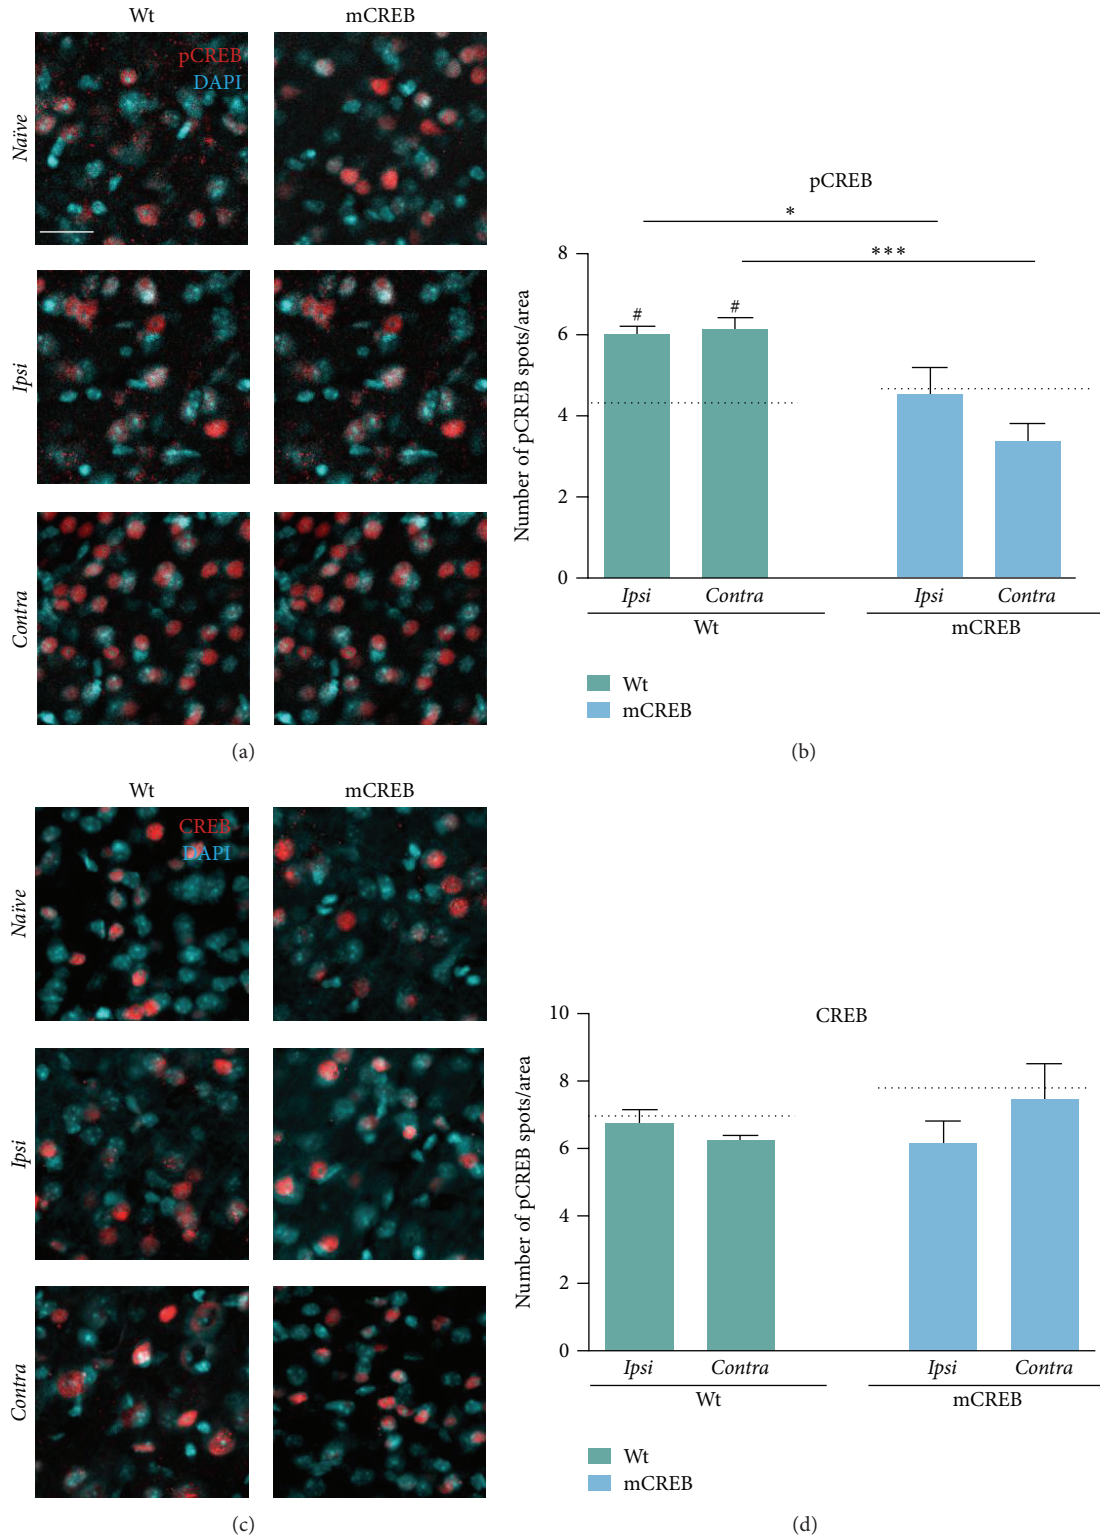 Wt mCREB
pCREB
DAPI
Naïve
Ipsi
Contra
(a)
pCREB
*
***
# #
Number of pCREB spots/area
8
6
4
2
0
Ipsi Contra Ipsi Contra
Wt mCREB
Wt
mCREB
(b)
Wt mCREB
CREB
DAPI
Naïve
Ipsi
Contra
(c)
CREB
Number of pCREB spots/area
10
8
6
4
2
0
Ipsi Contra Ipsi Contra
Wt mCREB
Wt
mCREB
(d)